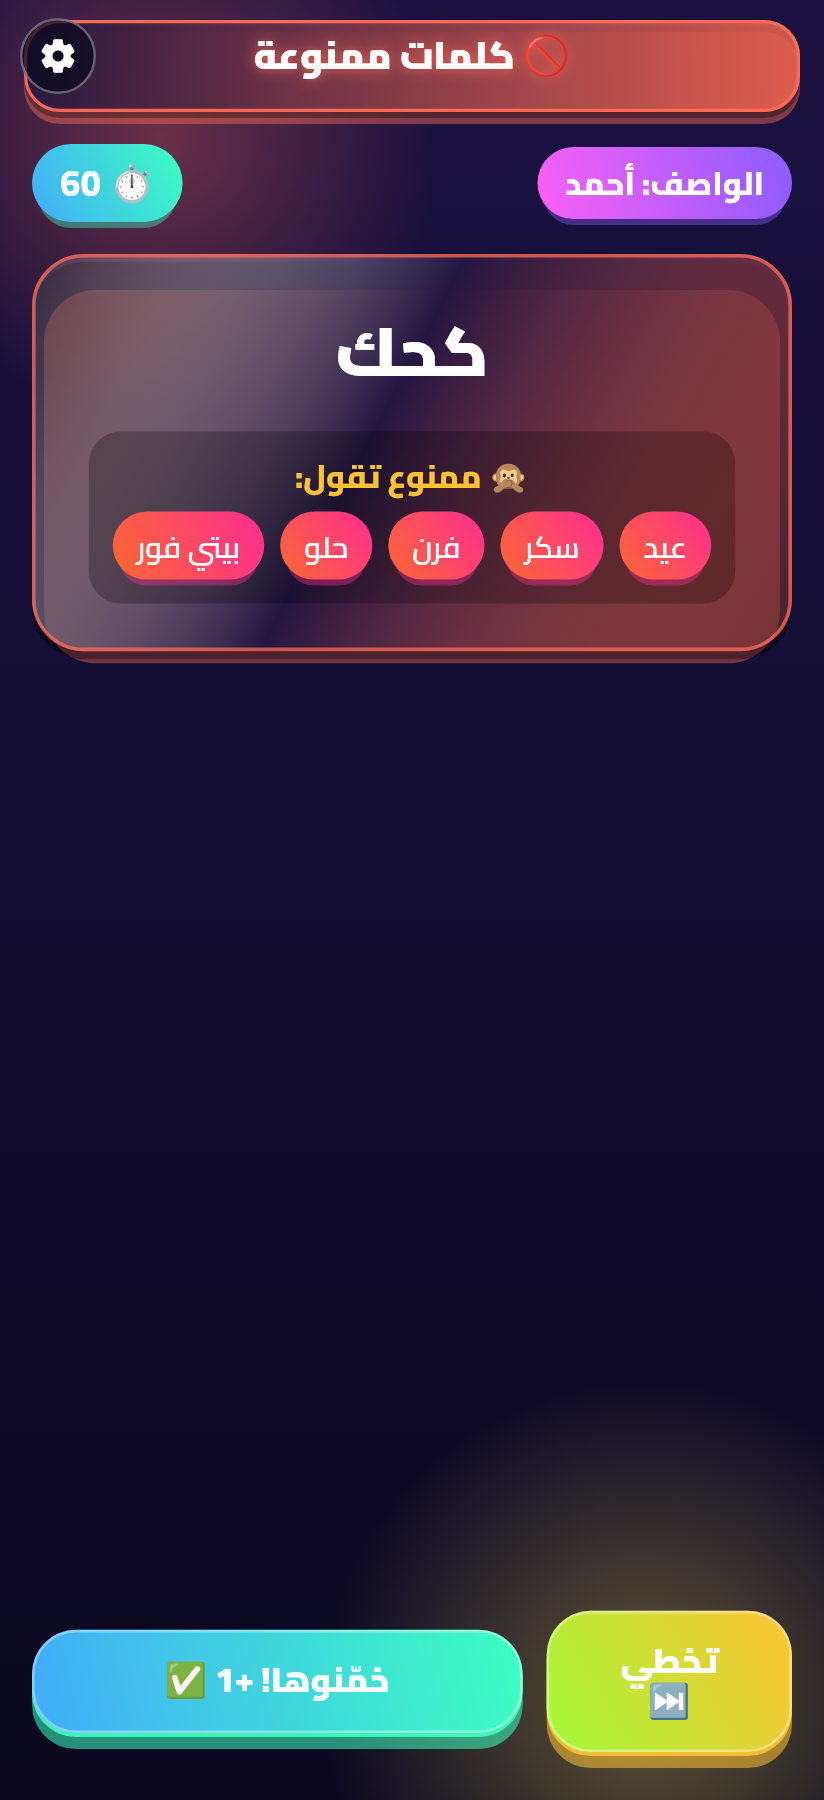 🚫 كلمات ممنوعة
الواصف: أحمد
⏱️ 60
كحك
🙊 ممنوع تقول:
عيد سكر فرن حلو بيتي فور
تخطي
⏭️
خمّنوها! +1 ✅